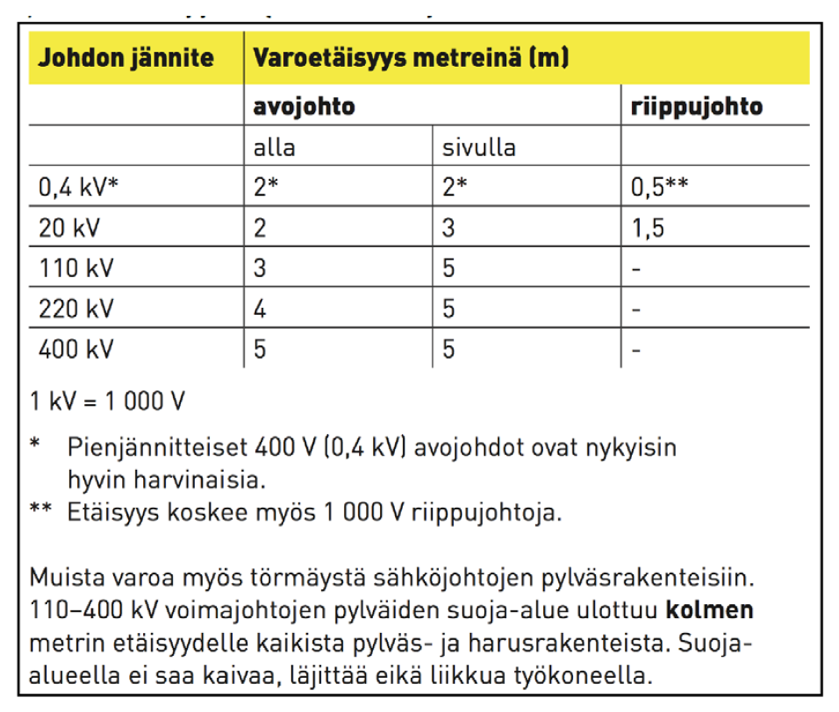 Johdon jännite Varoetäisyys metreinä (m)
avojohto riippujohto
alla sivulla
0,4 kV* 2* 2* 0,5**
20 kV 2 3 1,5
110 kV 3 5 -
220 kV 4 5 -
400 kV 5 5 -
1 kV = 1 000 V
* Pienjännitteiset 400 V (0,4 kV) avojohdot ovat nykyisin
hyvin harvinaisia.
** Etäisyys koskee myös 1 000 V riippujohtoja.
Muista varoa myös törmäystä sähköjohtojen pylväsrakenteisiin.
110–400 kV voimajohtojen pylväiden suoja-alue ulottuu kolmen
metrin etäisyydelle kaikista pylväs- ja harusrakenteista. Suoja-
alueella ei saa kaivaa, läjittää eikä liikkua työkoneella.